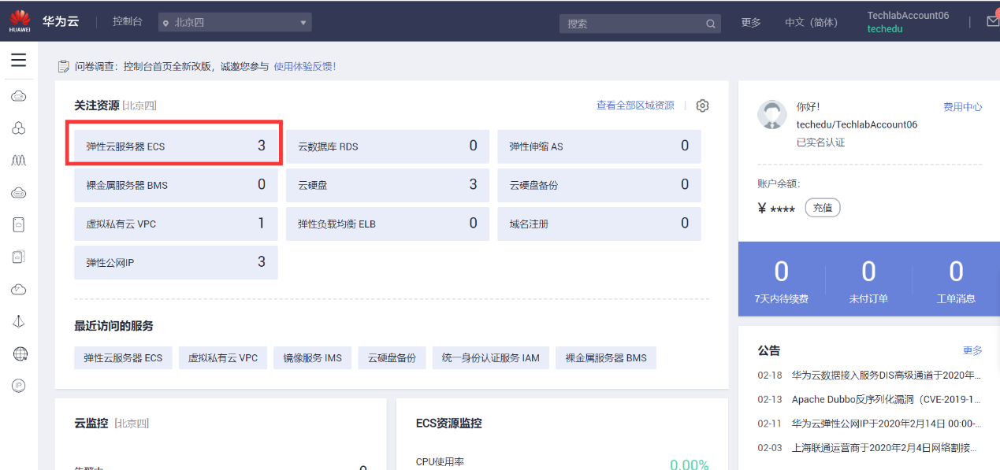 HUAWEI 华为云 控制台 北京四 搜索 更多 中文（简体） TechlabAccount06
techedu
问卷调查：控制台首页全新改版，诚邀您参与 使用体验反馈！
关注资源 [北京四] 查看全部区域资源
弹性云服务器 ECS 3 云数据库 RDS 0 弹性伸缩 AS 0
裸金属服务器 BMS 0 云硬盘 3 云硬盘备份 0
虚拟私有云 VPC 1 弹性负载均衡 ELB 0 域名注册 0
弹性公网IP 3
最近访问的服务
弹性云服务器 ECS 虚拟私有云 VPC 镜像服务 IMS 云硬盘备份 统一身份认证服务 IAM 裸金属服务器 BMS
云监控 [北京四]
ECS资源监控
CPU使用率 0.00%
你好！ 费用中心
techedu/TechlabAccount06
已实名认证
账户余额：
¥ **** 充值
0 0 0
7天内待续费 未付订单 工单消息
公告 更多
02-18 华为云数据接入服务DIS高级通道于2020年...
02-13 Apache Dubbo反序列化漏洞（CVE-2019-1...
02-11 华为云弹性公网IP于2020年2月14日 00:00-...
02-03 上海联通运营商于2020年2月4日网络割接...